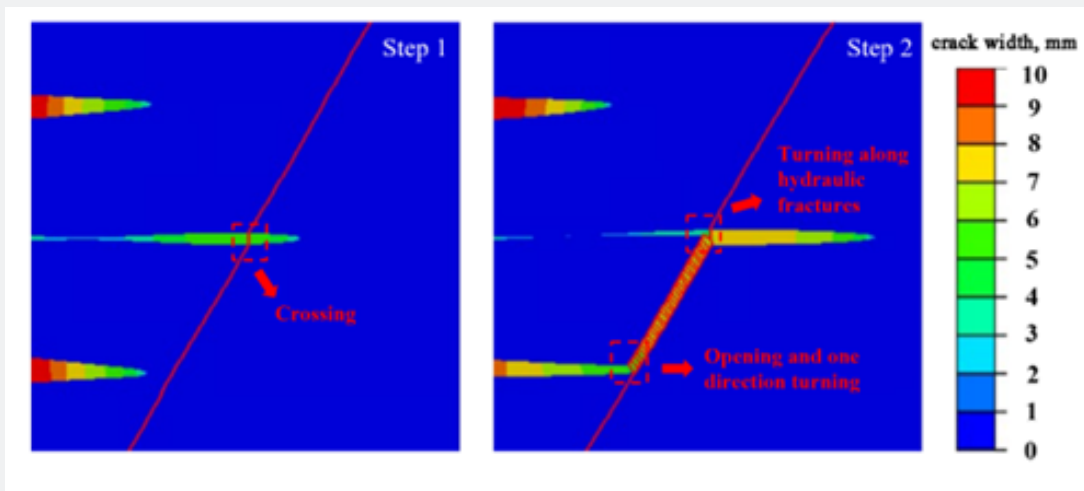 Step 1
Crossing
Step 2
Turning along
hydraulic
fractures
Opening and one
direction turning
crack width, mm
10
9
8
7
6
5
4
3
2
1
0